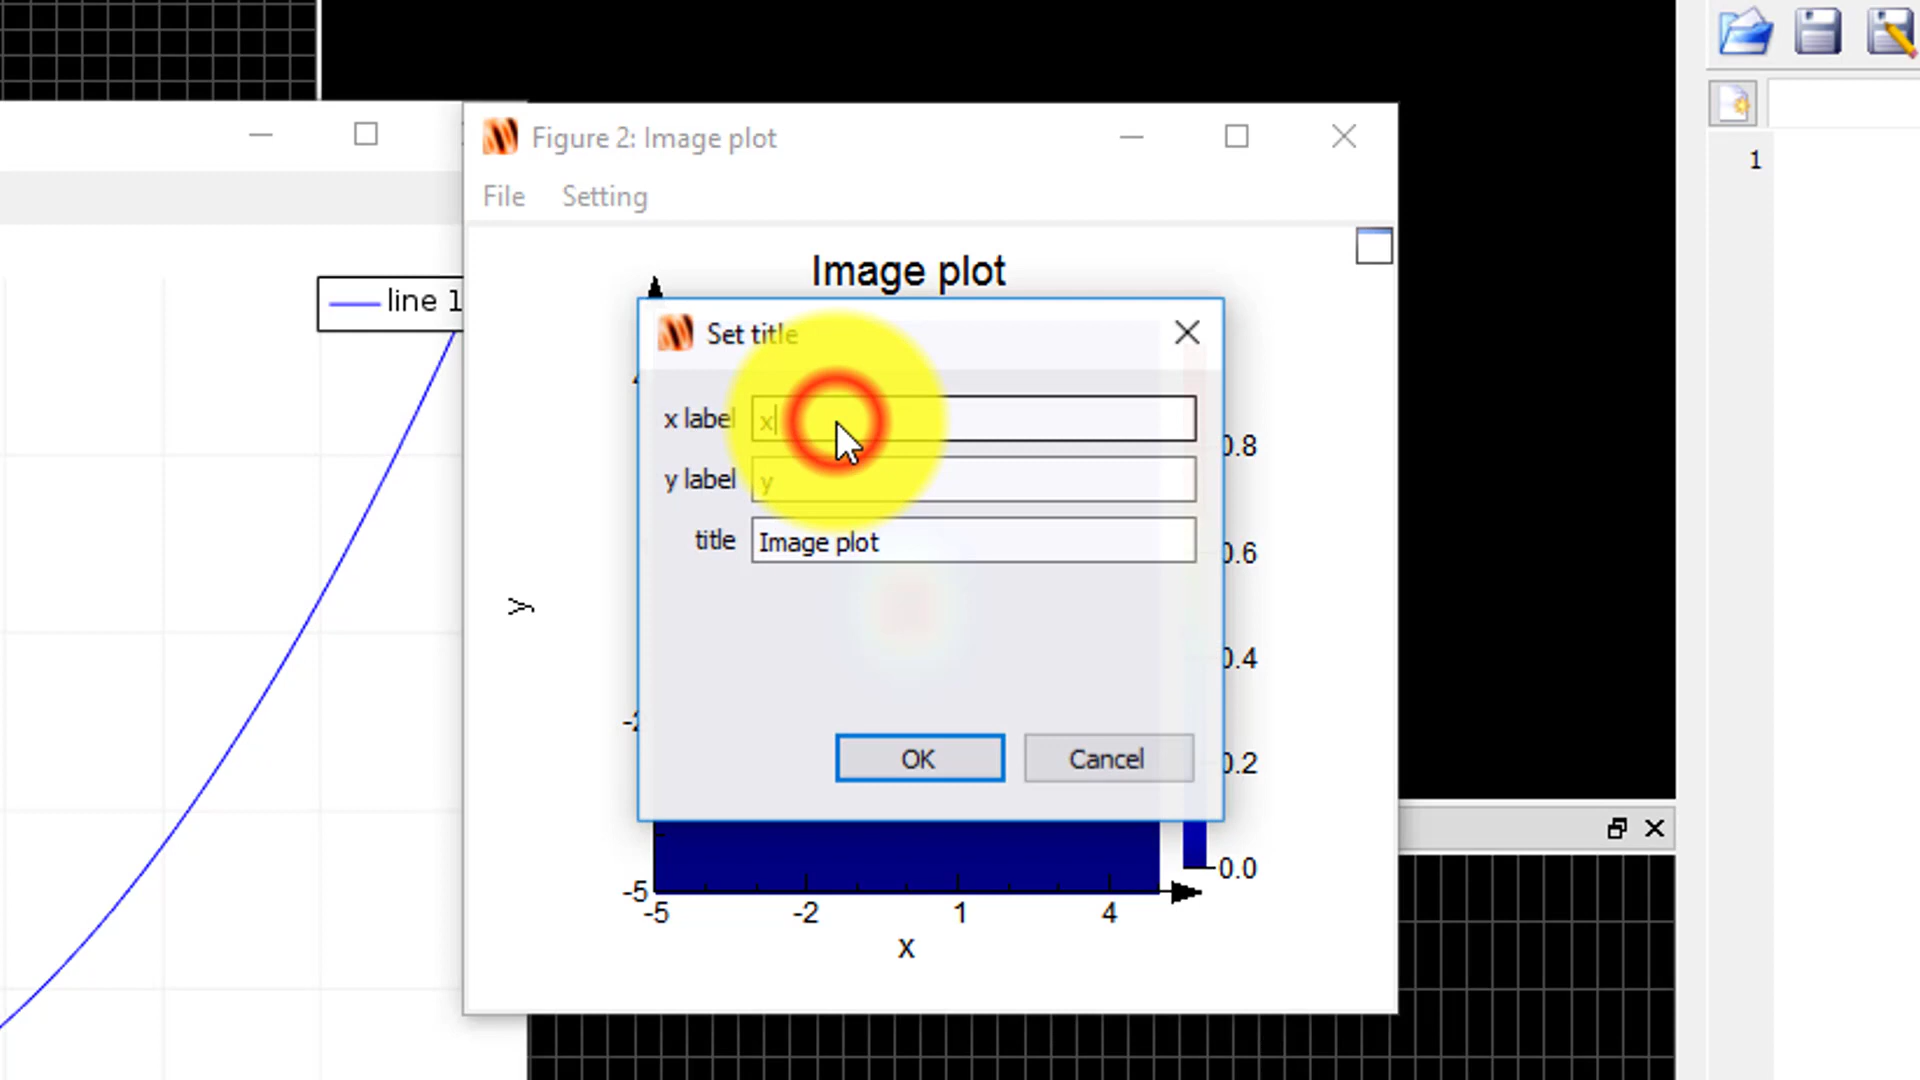 1
Figure 2: Image plot
File Setting
Image plot
line 1
Set title
x label x
0.8
y label y
title Image plot
0.6
y
0.4
-2
OK Cancel
0.2
0.0
-5
-5 -2 1 4
x